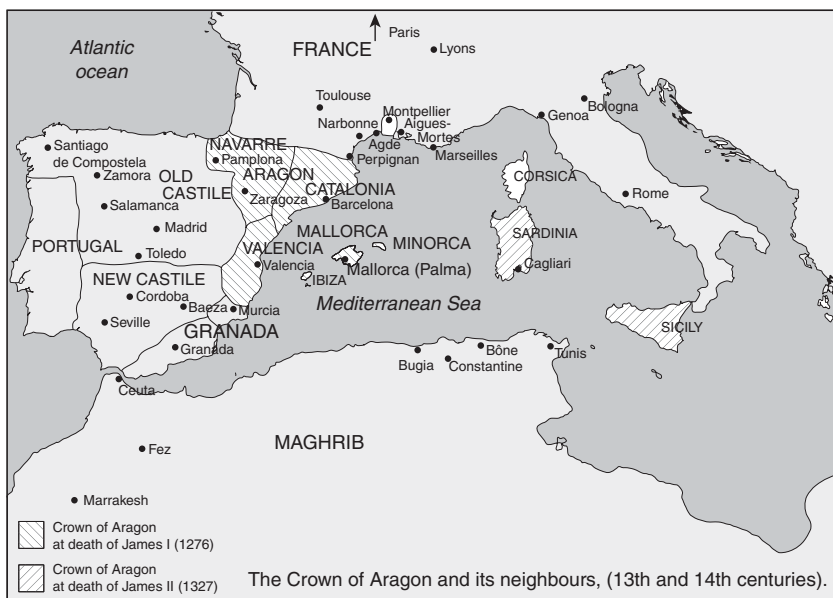 Atlantic
ocean
FRANCE
Paris
Lyons
Toulouse
Montpellier
Narbonne
Aigues-
Mortes
Agde
Perpignan
Marseilles
Genoa
Bologna
Santiago
de Compostela
NAVARRE
Pamplona
Zamora
OLD
CASTILE
ARAGON
Zaragoza
CATALONIA
Barcelona
CORSICA
Rome
Salamanca
Madrid
PORTUGAL
Toledo
VALENCIA
Valencia
MALLORCA
MINORCA
Mallorca (Palma)
IBIZA
SARDINIA
Cagliari
NEW CASTILE
Cordoba
Baeza
Murcia
Seville
GRANADA
Granada
Mediterranean Sea
SICILY
Ceuta
Bugia
Constantine
Bône
Tunis
Fez
MAGHRIB
Marrakesh
Crown of Aragon
at death of James I (1276)
Crown of Aragon
at death of James II (1327)
The Crown of Aragon and its neighbours, (13th and 14th centuries).